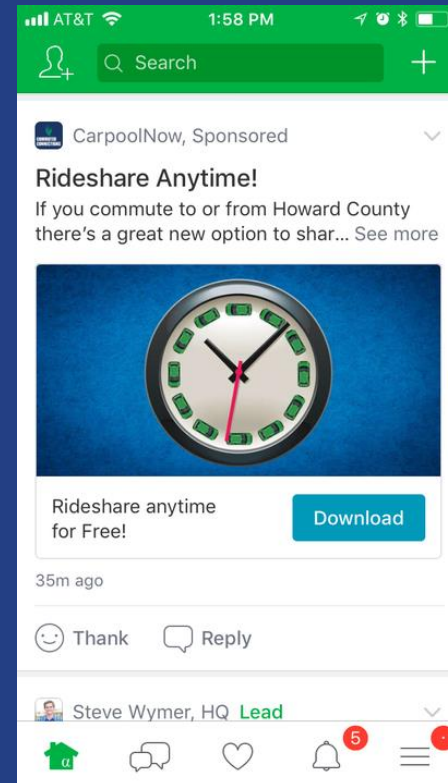 AT&T 1:58 PM
Search
CarpoolNow, Sponsored
Rideshare Anytime!
If you commute to or from Howard County
there's a great new option to shar... See more
Rideshare anytime
for Free!
Download
35m ago
Thank Reply
Steve Wymer, HQ Lead
α
5